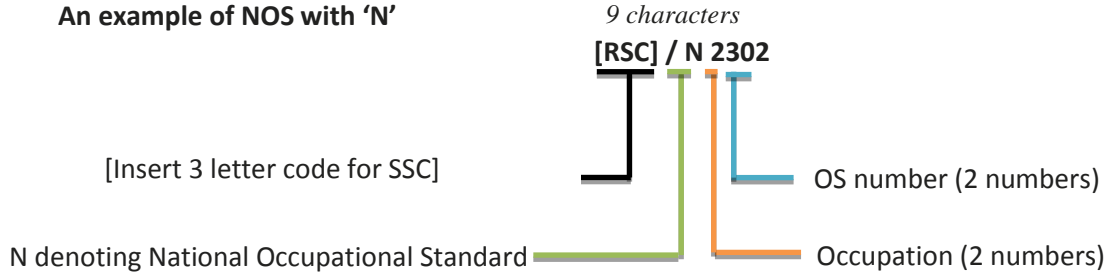 An example of NOS with ‘N’
9 characters
[RSC] / N 2302
[Insert 3 letter code for SSC]
OS number (2 numbers)
N denoting National Occupational Standard
Occupation (2 numbers)